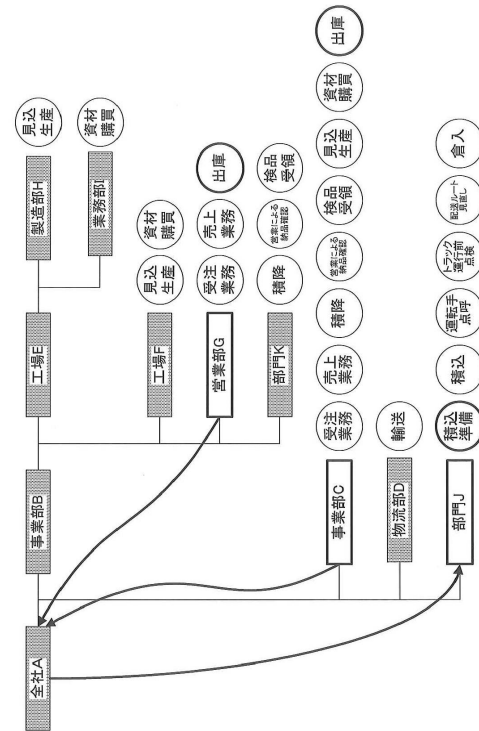 全社A
事業部B
工場E
製造部H
見込
生産
業務部I
資材
購買
工場F
見込
生産
資材
購買
営業部G
受注
業務
売上
業務
出庫
部門K
積降
営業による
納品確認
検品
受領
事業部C
受注
業務
売上
業務
積降
営業による
納品確認
検品
受領
見込
生産
資材
購買
出庫
物流部D
輸送
部門J
積込
準備
積込
運転手
点呼
トラック
運行前
点検
配送ルート
見直し
倉入